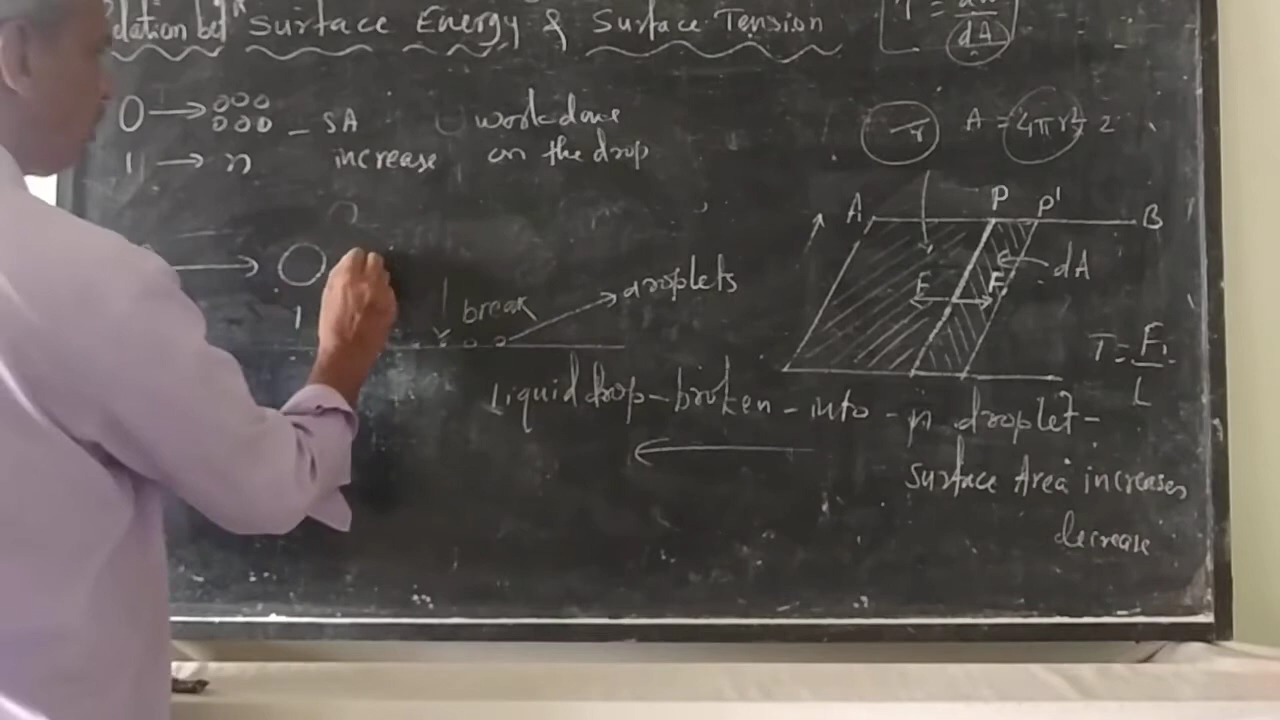 Surface Energy & Surface Tension
T = dA
O → SA work done
1 → n increase on the drop
r A = 4πr² × 2
A P P' B
F F dA
1 break droplets
T = F
L
Liquid drop - broken - into - n droplet -
Surface Area increases
decrease